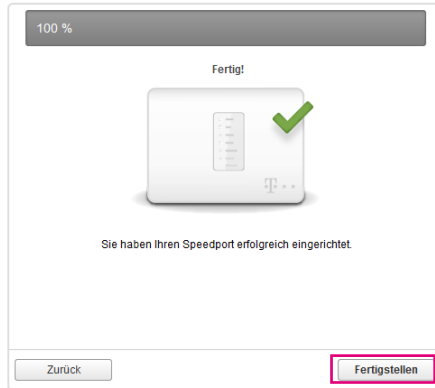 100 %
Fertig!
T · ·
Sie haben Ihren Speedport erfolgreich eingerichtet.
Zurück
Fertigstellen